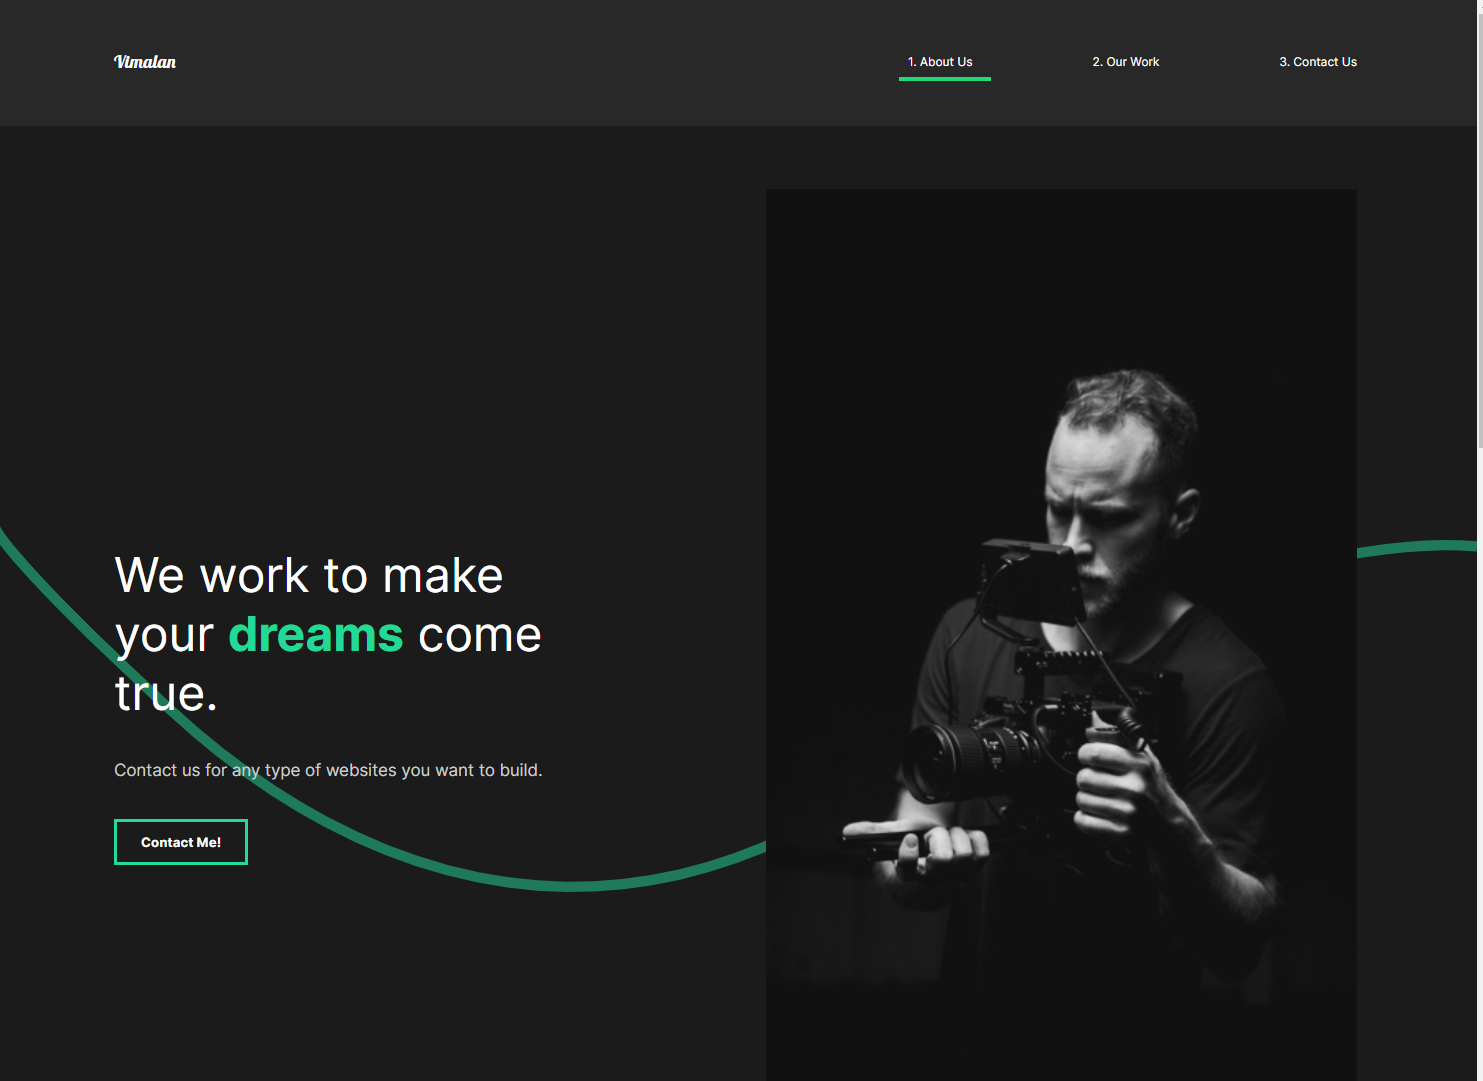 Vimalan
1. About Us
2. Our Work
3. Contact Us
We work to make
your dreams come
true.
Contact us for any type of websites you want to build.
Contact Me!